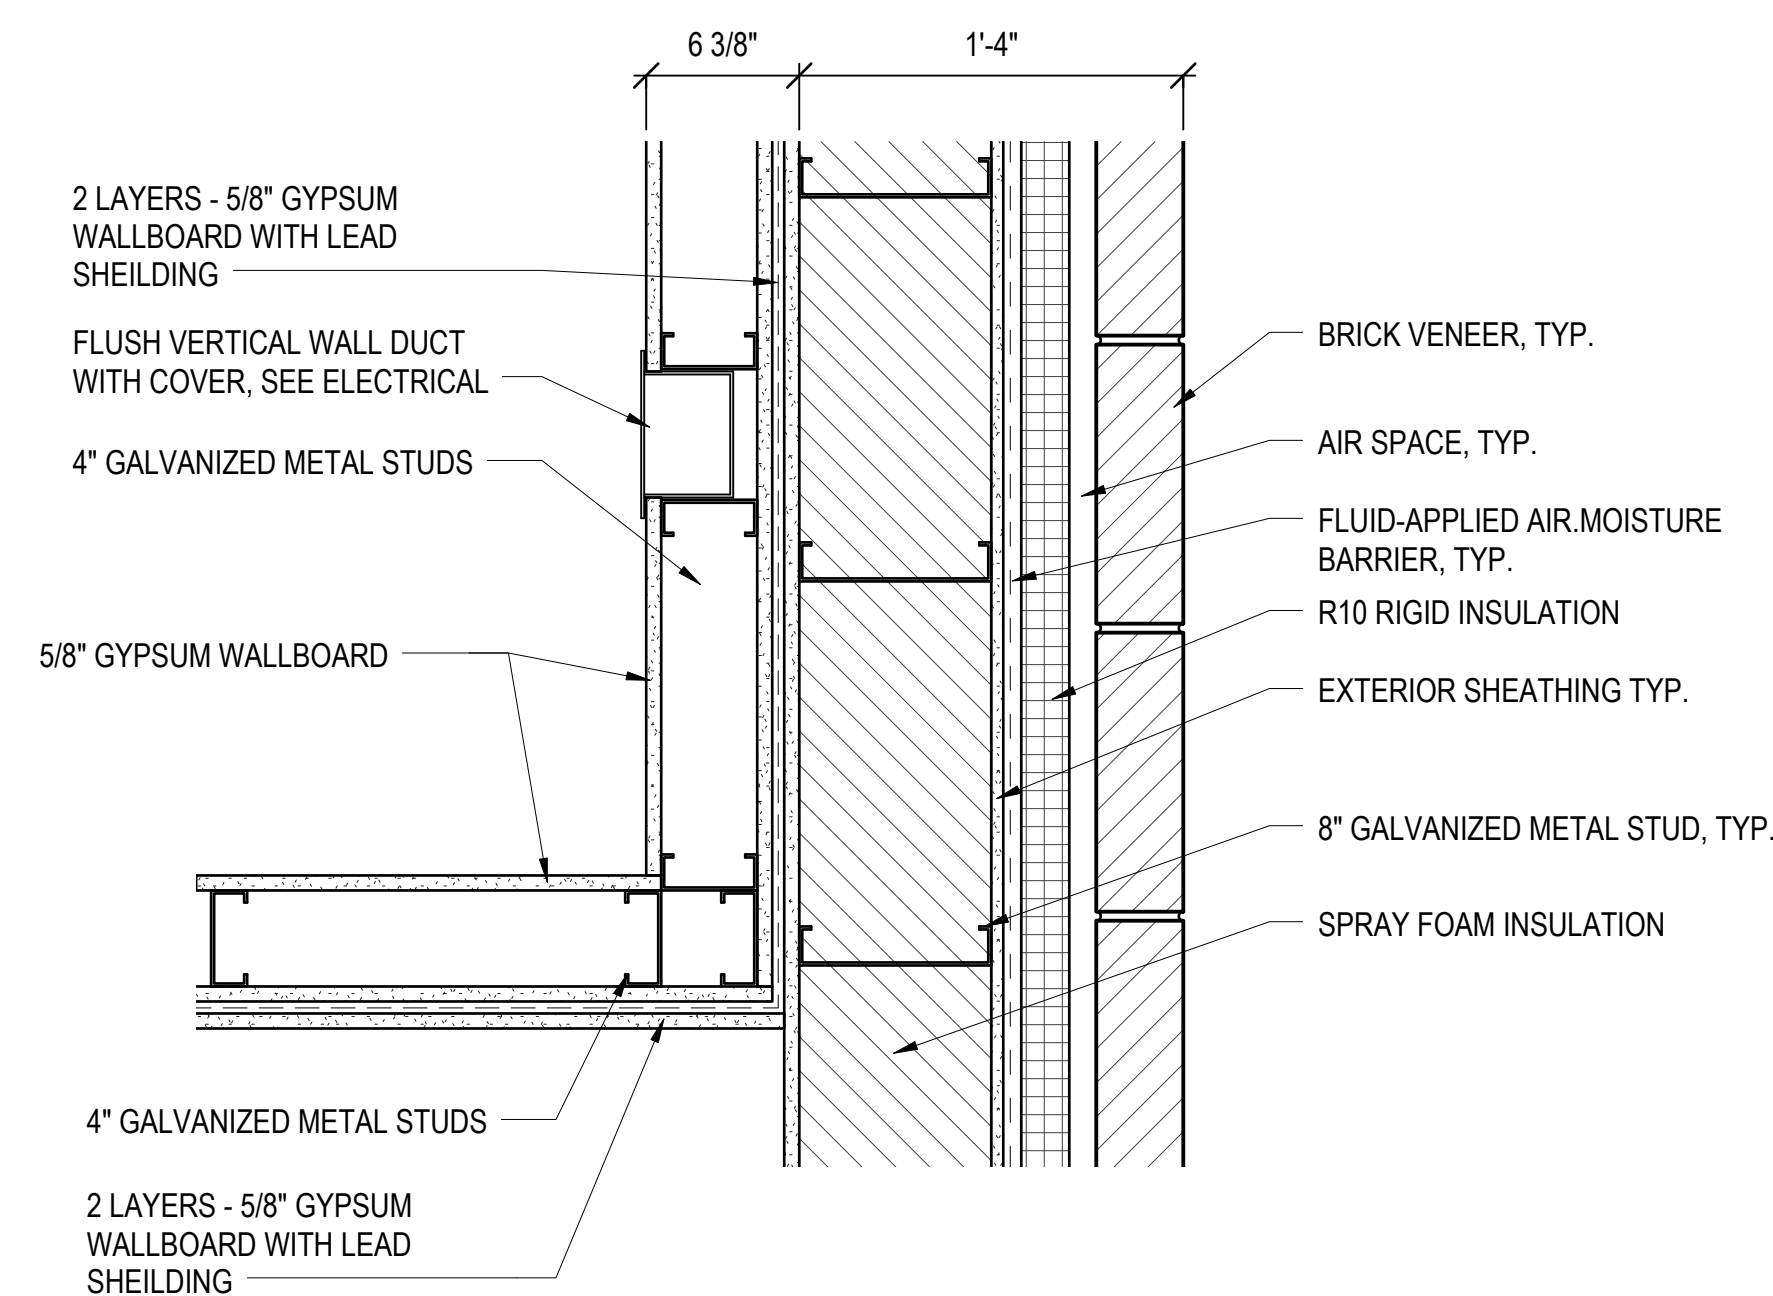 6 3/8"
1'-4"
2 LAYERS - 5/8" GYPSUM
WALLBOARD WITH LEAD
SHEILDING
FLUSH VERTICAL WALL DUCT
WITH COVER, SEE ELECTRICAL
4" GALVANIZED METAL STUDS
5/8" GYPSUM WALLBOARD
4" GALVANIZED METAL STUDS
2 LAYERS - 5/8" GYPSUM
WALLBOARD WITH LEAD
SHEILDING
BRICK VENEER, TYP.
AIR SPACE, TYP.
FLUID-APPLIED AIR.MOISTURE
BARRIER, TYP.
R10 RIGID INSULATION
EXTERIOR SHEATHING TYP.
8" GALVANIZED METAL STUD, TYP.
SPRAY FOAM INSULATION